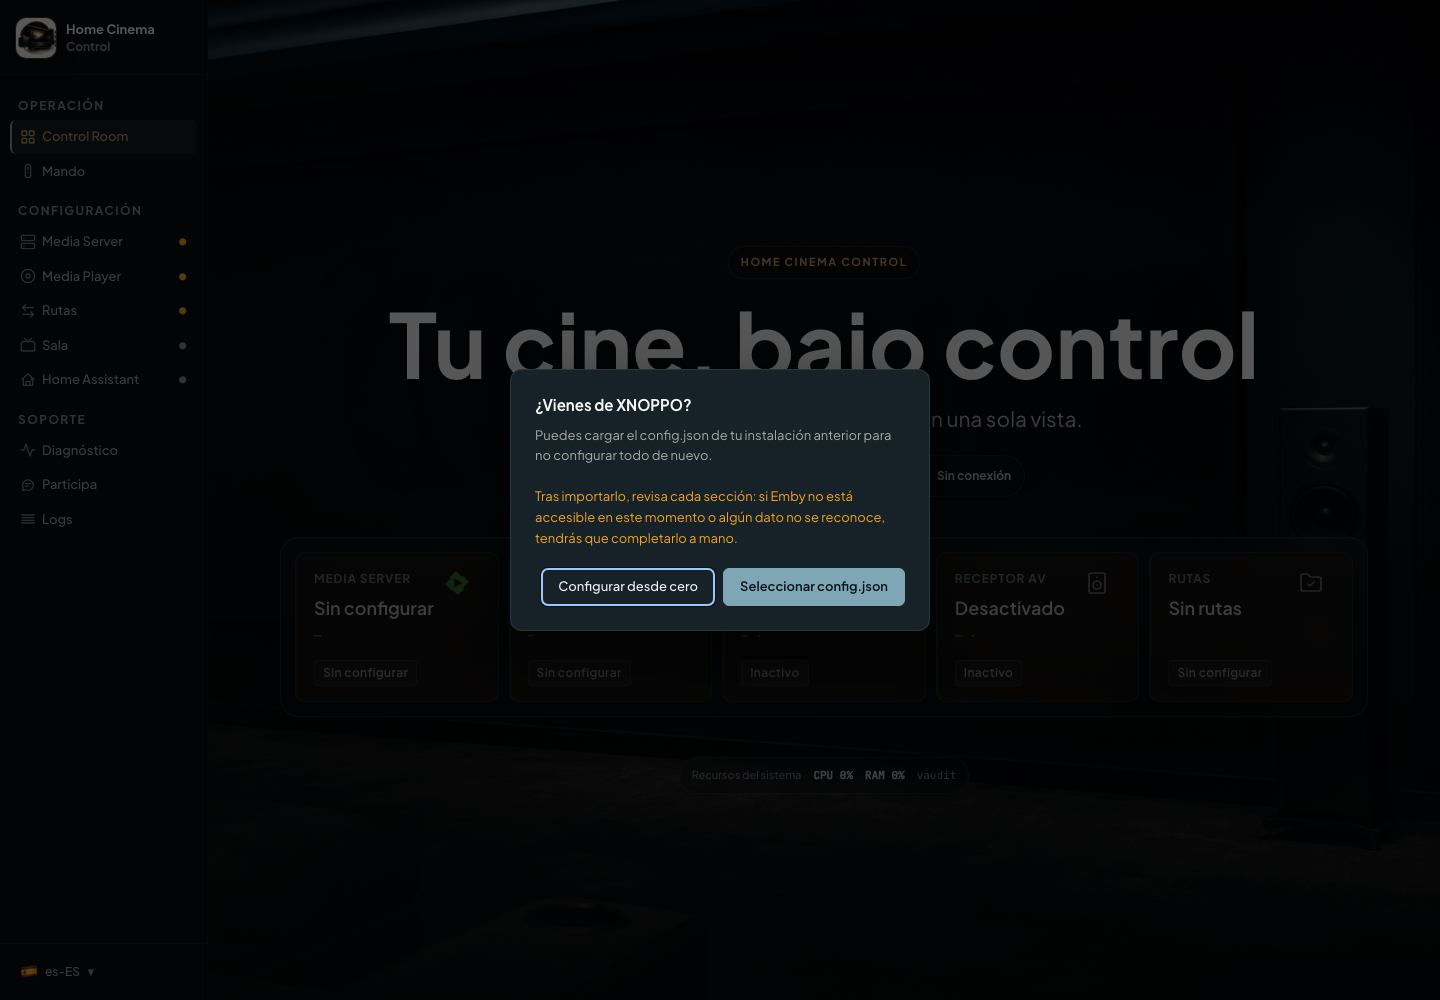 Home Cinema
Control
OPERACIÓN
Control Room
Mando
CONFIGURACIÓN
Media Server
Media Player
Rutas
Sala
Home Assistant
SOPORTE
Diagnóstico
Participa
Logs
es-ES
HOME CINEMA CONTROL
Tu cine, bajo control
n una sola vista.
Sin conexión
¿Vienes de XNOPPO?
Puedes cargar el config.json de tu instalación anterior para
no configurar todo de nuevo.
Tras importarlo, revisa cada sección: si Emby no está
accesible en este momento o algún dato no se reconoce,
tendrás que completarlo a mano.
Configurar desde cero
Seleccionar config.json
MEDIA SERVER
Sin configurar
–
Sin configurar
Sin configurar
Inactivo
RECEPTOR AV
Desactivado
Inactivo
RUTAS
Sin rutas
Sin configurar
Recursos del sistema CPU 0% RAM 0% vaudit